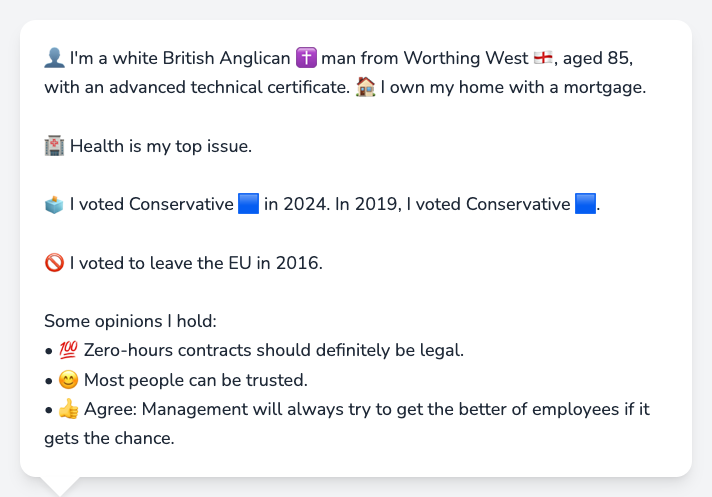 👤 I'm a white British Anglican ✝️ man from Worthing West 🏴󠁧󠁢󠁥󠁮󠁧󠁿, aged 85,
with an advanced technical certificate. 🏠 I own my home with a mortgage.
🏥 Health is my top issue.
🗳️ I voted Conservative 🟦 in 2024. In 2019, I voted Conservative 🟦.
🚫 I voted to leave the EU in 2016.
Some opinions I hold:
• 💯 Zero-hours contracts should definitely be legal.
• 😊 Most people can be trusted.
• 👍 Agree: Management will always try to get the better of employees if it
gets the chance.